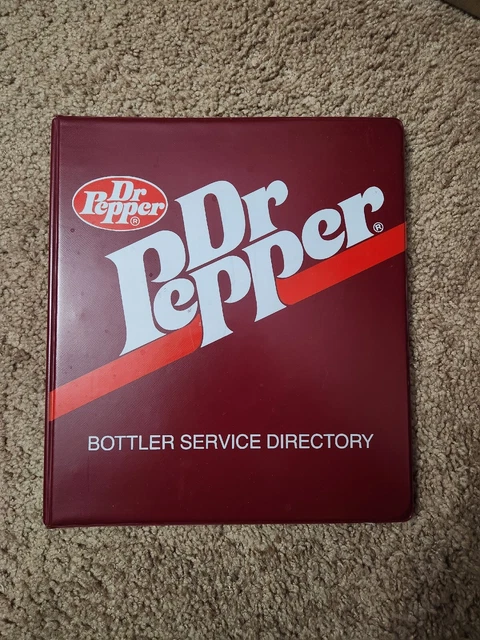 Dr
Pepper®
Dr
Pepper®
BOTTLER SERVICE DIRECTORY